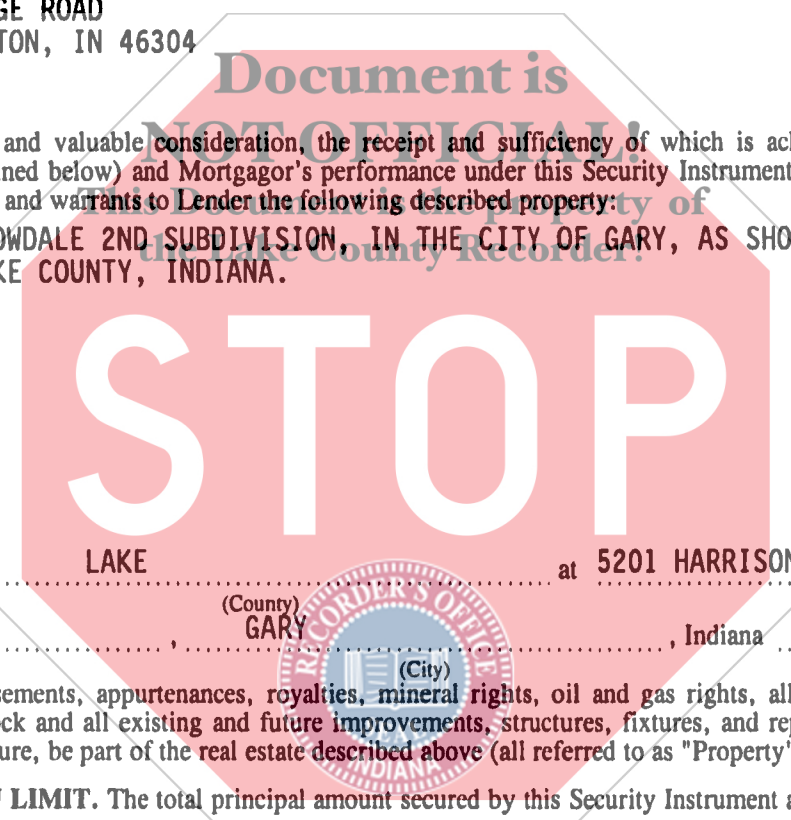 GE ROAD
TON, IN 46304
Document is
and valuable consideration, the receipt and sufficiency of which is ac
NOT OFFICIAL!
ned below) and Mortgagor's performance under this Security Instrument
and warrants to Lender the following described property:
This Document is the property of
OWDALE 2ND SUBDIVISION, IN THE CITY OF GARY, AS SHO
the Lake County Recorder!
KE COUNTY, INDIANA.
STOP
LAKE at 5201 HARRISON
(County)
GARY , Indiana
(City)
RECORDER'S OFFICE
sements, appurtenances, royalties, mineral rights, oil and gas rights, all
ck and all existing and future improvements, structures, fixtures, and rep
SEAL
ure, be part of the real estate described above (all referred to as "Property"
INDIANA
LIMIT. The total principal amount secured by this Security Instrument a